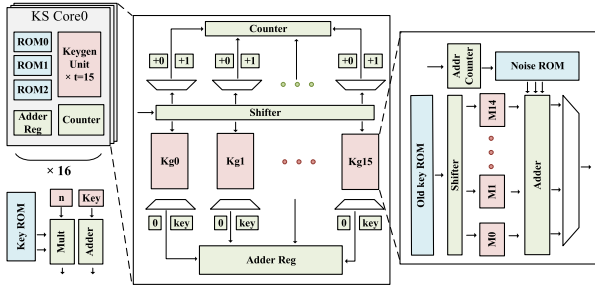 KS Core0
ROM0
ROM1
ROM2
Keygen
Unit
× t=15
Adder
Reg
Counter
× 16
Key ROM
n
Key
Mult
Adder
Counter
+0
+1
+0
+1
+0
+1
Shifter
Kg0
Kg1
Kg15
0
key
0
key
0
key
Adder Reg
Addr
Counter
Noise ROM
Old key ROM
Shifter
M14
M1
M0
Adder